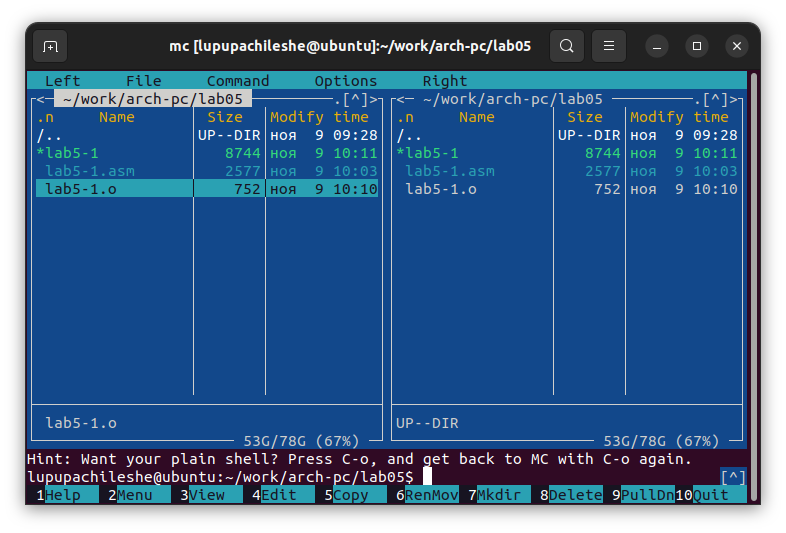 mc [lupupachileshe@ubuntu]:~/work/arch-pc/lab05
Left File Command Options Right
<─ ~/work/arch-pc/lab05 ─.[^]> <─ ~/work/arch-pc/lab05 ─.[^]>
.n Name Size Modify time .n Name Size Modify time
/.. UP--DIR ноя 9 09:28 /.. UP--DIR ноя 9 09:28
*lab5-1 8744 ноя 9 10:11 *lab5-1 8744 ноя 9 10:11
lab5-1.asm 2577 ноя 9 10:03 lab5-1.asm 2577 ноя 9 10:03
lab5-1.o 752 ноя 9 10:10 lab5-1.o 752 ноя 9 10:10
lab5-1.o UP--DIR
53G/78G (67%) 53G/78G (67%)
Hint: Want your plain shell? Press C-o, and get back to MC with C-o again.
lupupachileshe@ubuntu:~/work/arch-pc/lab05$ [^]
1Help 2Menu 3View 4Edit 5Copy 6RenMov 7Mkdir 8Delete 9PullDn 10Quit